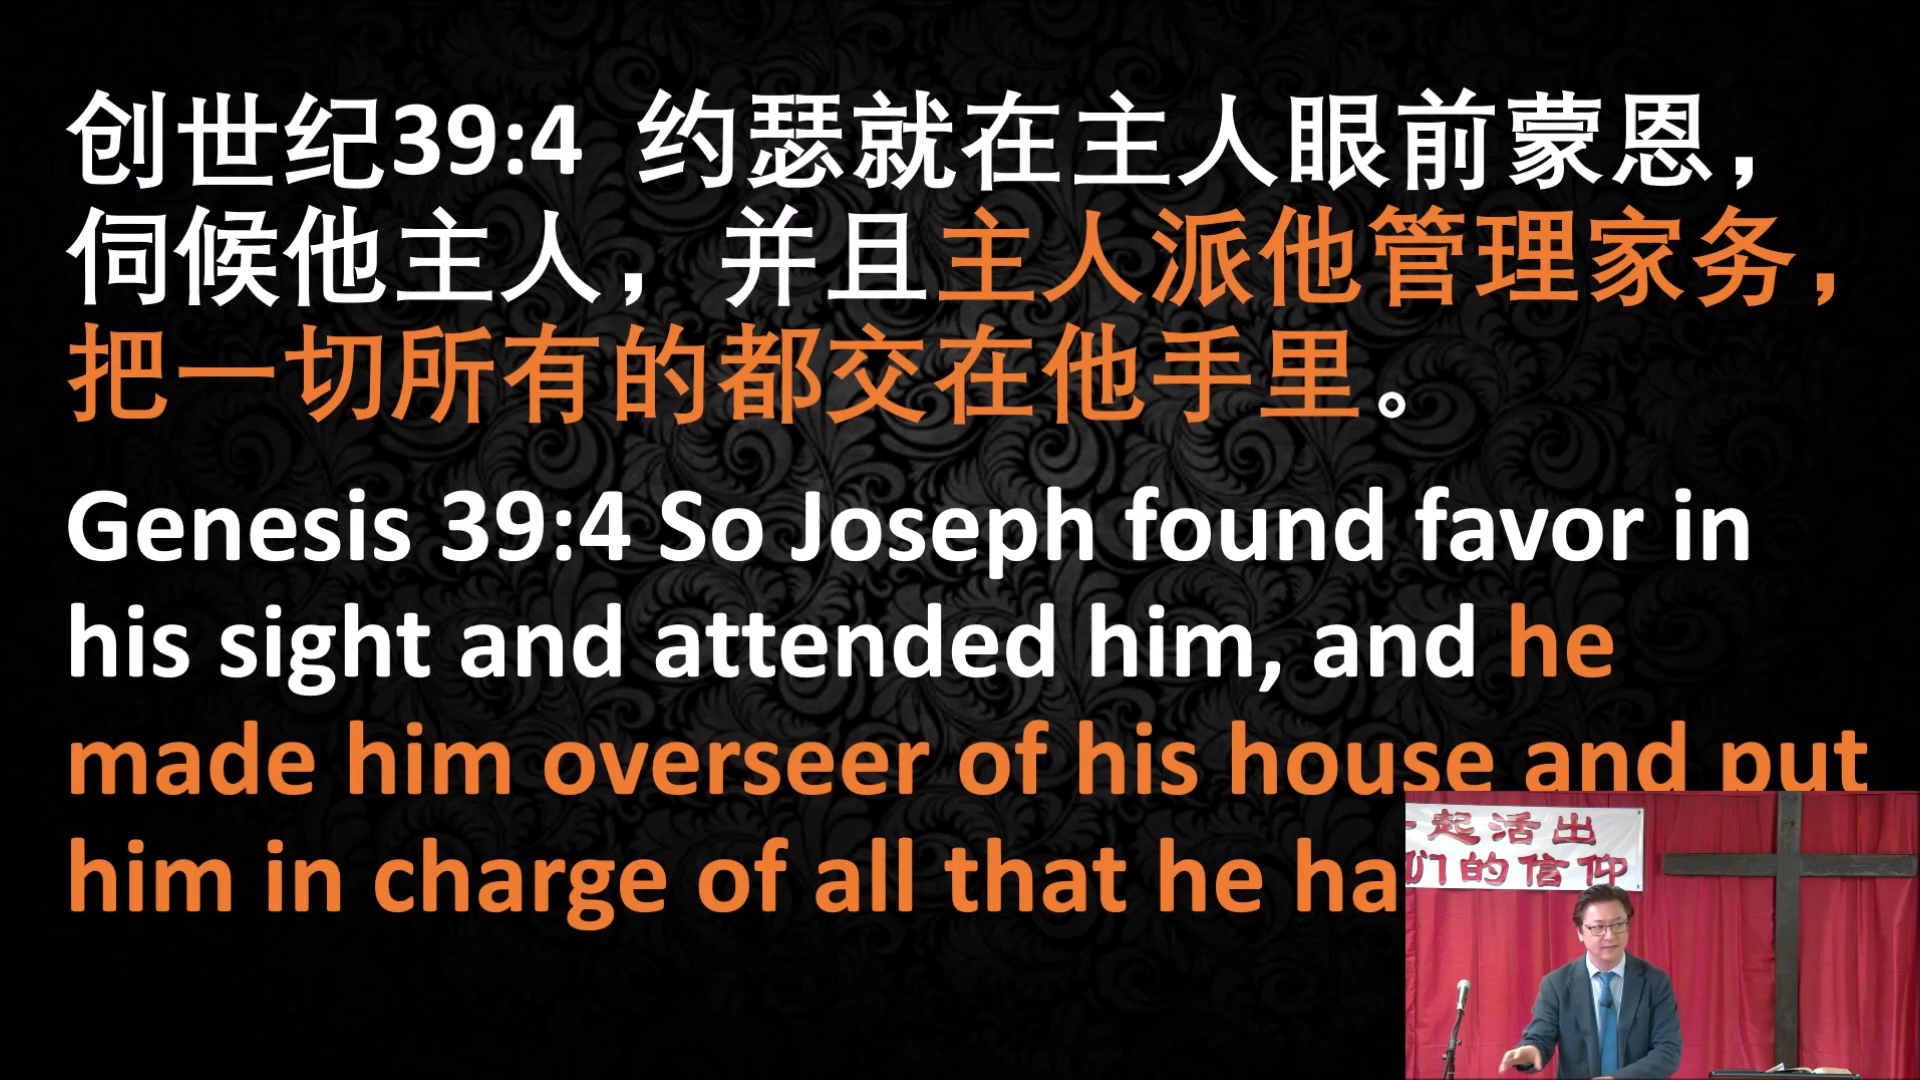 创世纪39:4 约瑟就在主人眼前蒙恩，
伺候他主人，并且主人派他管理家务，
把一切所有的都交在他手里。
Genesis 39:4 So Joseph found favor in
his sight and attended him, and he
made him overseer of his house and put
him in charge of all that he ha
起活出
们的信仰